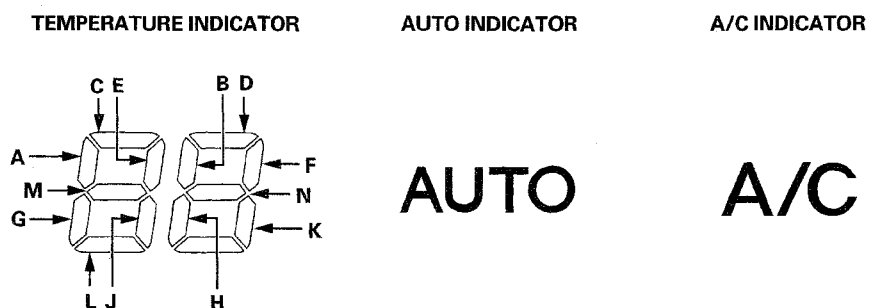 TEMPERATURE INDICATOR AUTO INDICATOR A/C INDICATOR
C E B D
A F
M N
G K
L J H
AUTO
A/C